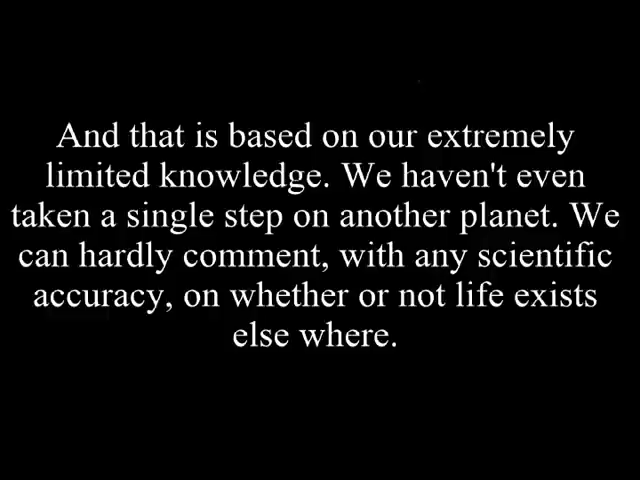 And that is based on our extremely
limited knowledge. We haven't even
taken a single step on another planet. We
can hardly comment, with any scientific
accuracy, on whether or not life exists
else where.